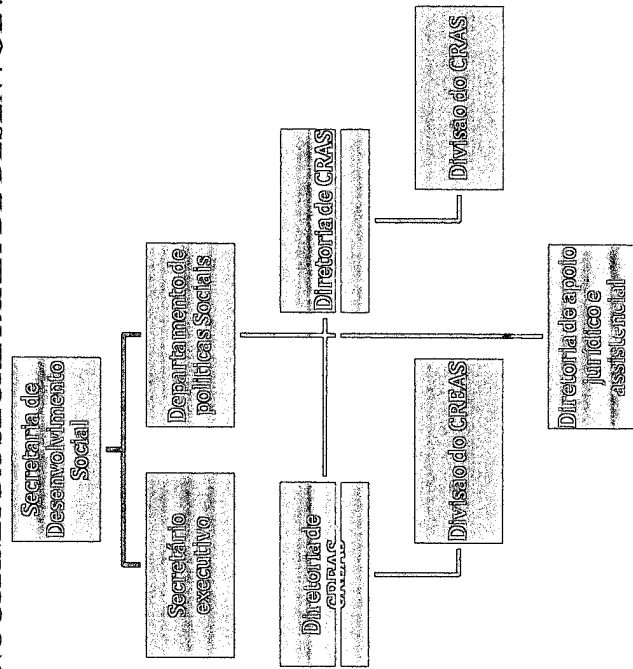 Secretaria de
Desenvolvimento
Social
Secretário
executivo
Departamento de
políticas Sociais
Diretoria de
CREAS
Diretoria de CRAS
Divisão do CREAS
Divisão do CRAS
Diretoria de apoio
jurídico e
assistencial